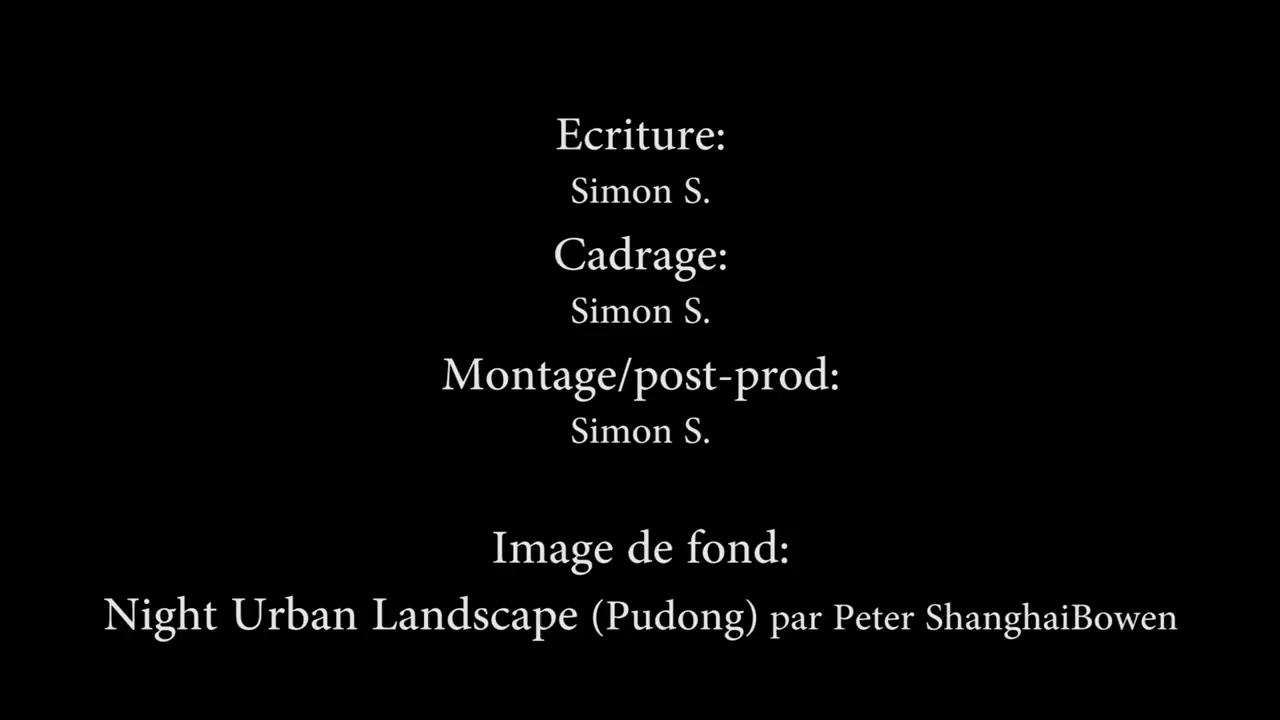 Ecriture:
Simon S.
Cadrage:
Simon S.
Montage/post-prod:
Simon S.
Image de fond:
Night Urban Landscape (Pudong) par Peter ShanghaiBowen